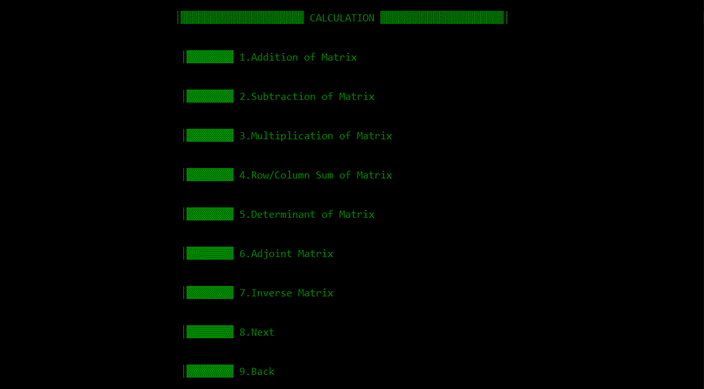 CALCULATION
1.Addition of Matrix
2.Subtraction of Matrix
3.Multiplication of Matrix
4.Row/Column Sum of Matrix
5.Determinant of Matrix
6.Adjoint Matrix
7.Inverse Matrix
8.Next
9.Back